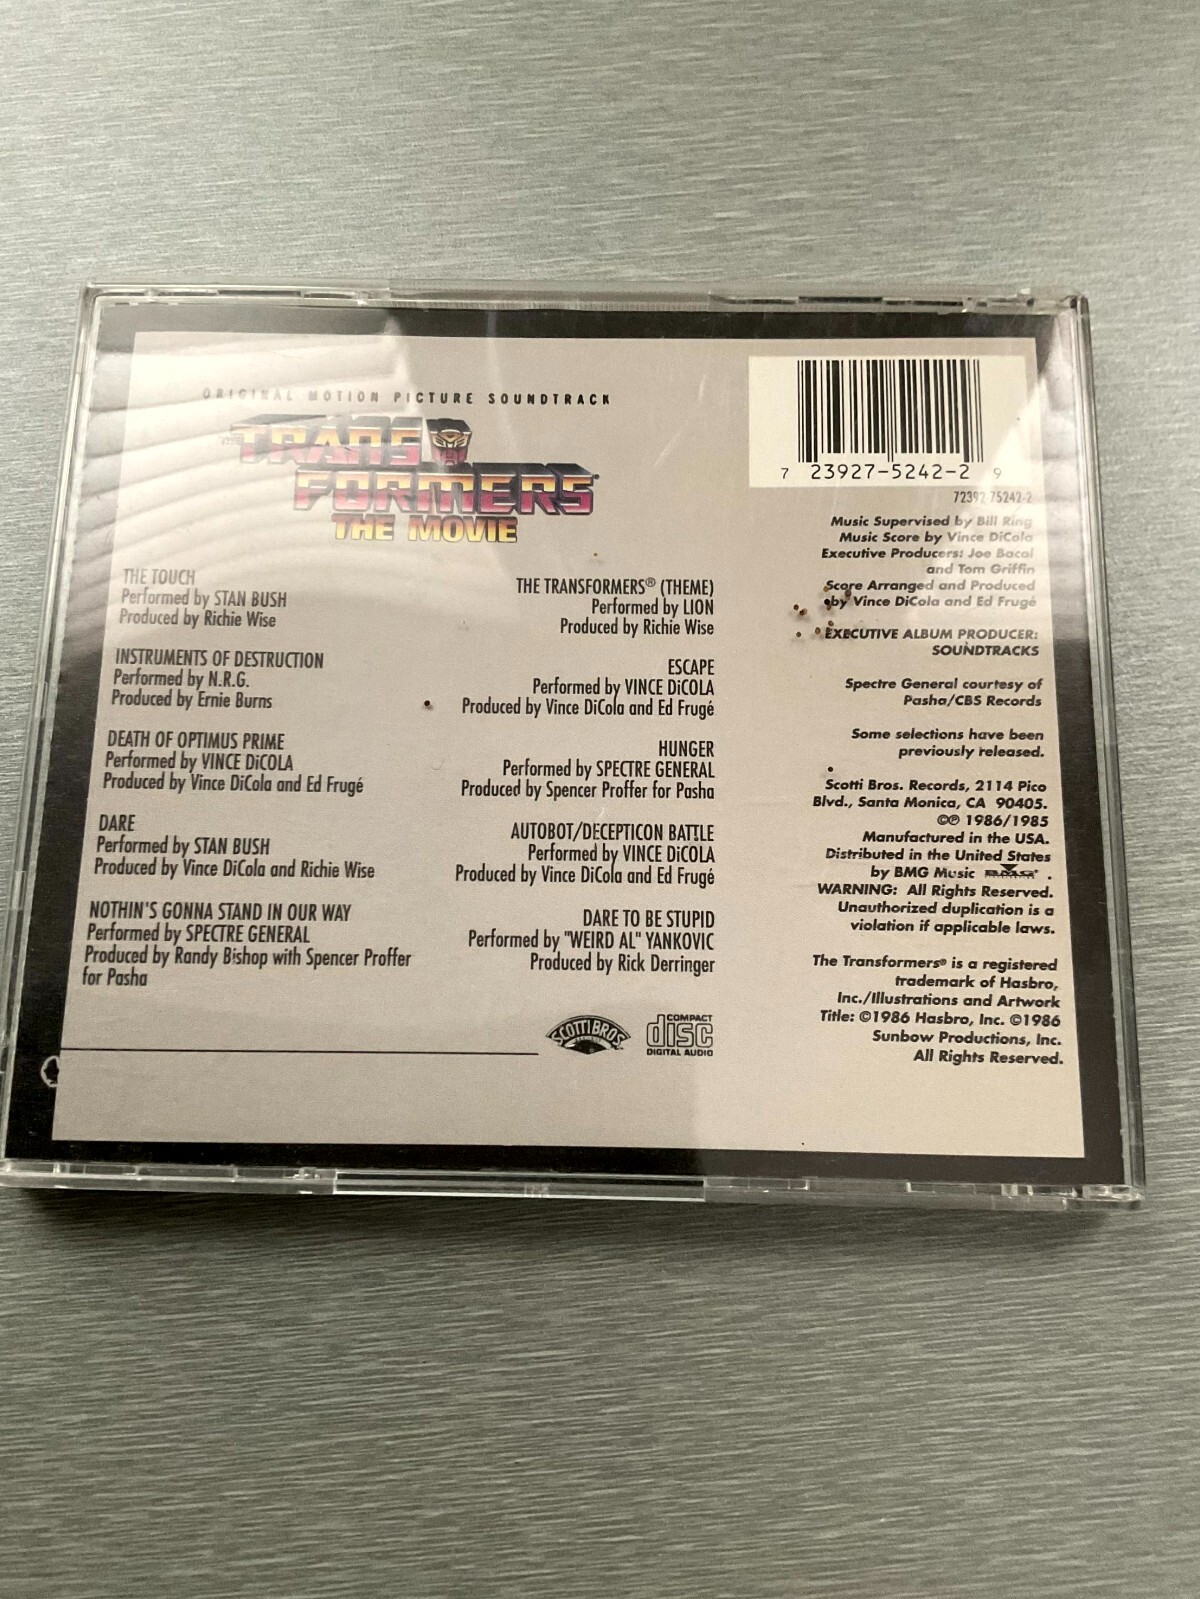 ORIGINAL MOTION PICTURE SOUNDTRACK
THE
TRANS
FORMERS
THE MOVIE
THE TOUCH
Performed by STAN BUSH
Produced by Richie Wise
INSTRUMENTS OF DESTRUCTION
Performed by N.R.G.
Produced by Ernie Burns
DEATH OF OPTIMUS PRIME
Performed by VINCE DiCOLA
Produced by Vince DiCola and Ed Frugé
DARE
Performed by STAN BUSH
Produced by Vince DiCola and Richie Wise
NOTHIN'S GONNA STAND IN OUR WAY
Performed by SPECTRE GENERAL
Produced by Randy Bishop with Spencer Proffer
for Pasha
THE TRANSFORMERS® (THEME)
Performed by LION
Produced by Richie Wise
ESCAPE
Performed by VINCE DiCOLA
Produced by Vince DiCola and Ed Frugé
HUNGER
Performed by SPECTRE GENERAL
Produced by Spencer Proffer for Pasha
AUTOBOT/DECEPTICON BATTLE
Performed by VINCE DiCOLA
Produced by Vince DiCola and Ed Frugé
DARE TO BE STUPID
Performed by "WEIRD AL" YANKOVIC
Produced by Rick Derringer
SCOTTI BROS.
COMPACT
disc
DIGITAL AUDIO
7 23927-5242-2 9
72392 75242-2
Music Supervised by Bill Ring
Music Score by Vince DiCola
Executive Producers: Joe Bacal
and Tom Griffin
Score Arranged and Produced
by Vince DiCola and Ed Frugé
EXECUTIVE ALBUM PRODUCER:
SOUNDTRACKS
Spectre General courtesy of
Pasha/CBS Records
Some selections have been
previously released.
Scotti Bros. Records, 2114 Pico
Blvd., Santa Monica, CA 90405.
©℗ 1986/1985
Manufactured in the USA.
Distributed in the United States
by BMG Music BMG .
WARNING: All Rights Reserved.
Unauthorized duplication is a
violation if applicable laws.
The Transformers® is a registered
trademark of Hasbro,
Inc./Illustrations and Artwork
Title: ©1986 Hasbro, Inc. ©1986
Sunbow Productions, Inc.
All Rights Reserved.